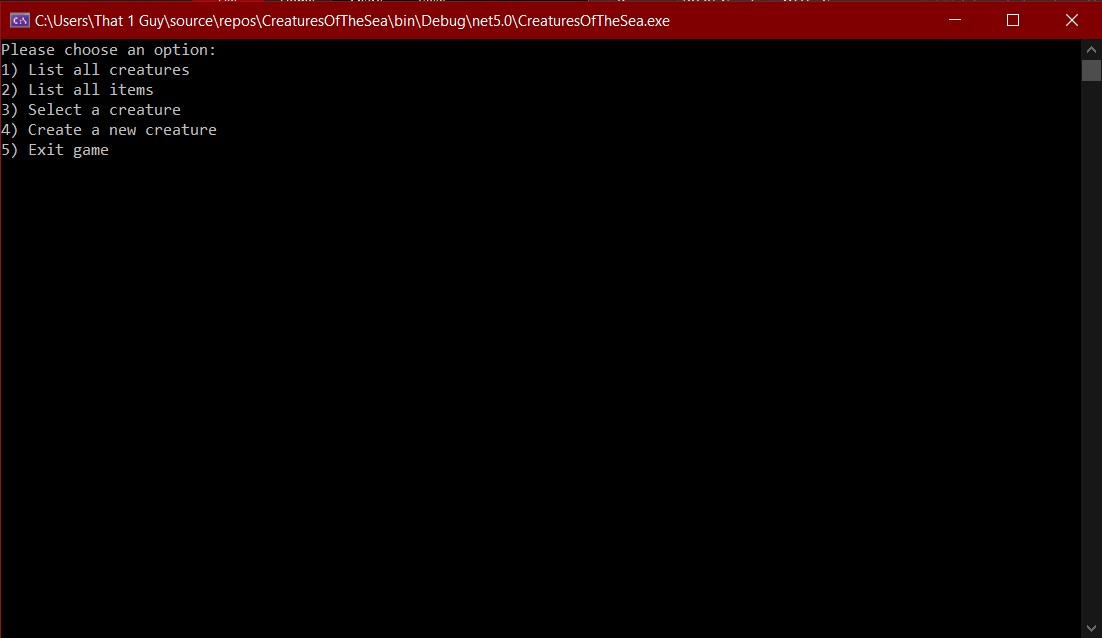 C:\Users\That 1 Guy\source\repos\CreaturesOfTheSea\bin\Debug\net5.0\CreaturesOfTheSea.exe
Please choose an option:
1) List all creatures
2) List all items
3) Select a creature
4) Create a new creature
5) Exit game